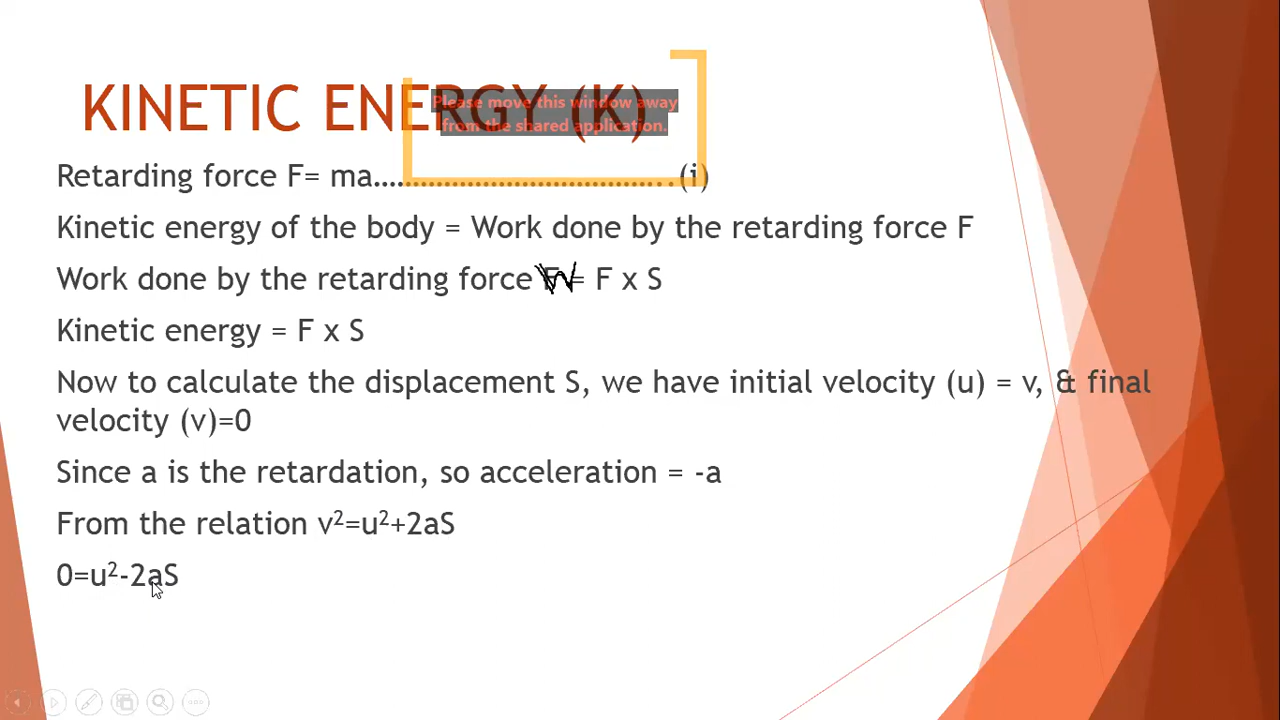 KINETIC ENERGY (K)
Please move this window away
from the shared application.
Retarding force F= ma.......................................(i)
Kinetic energy of the body = Work done by the retarding force F
Work done by the retarding force W = F x S
Kinetic energy = F x S
Now to calculate the displacement S, we have initial velocity (u) = v, & final
velocity (v)=0
Since a is the retardation, so acceleration = -a
From the relation v²=u²+2aS
0=u²-2aS